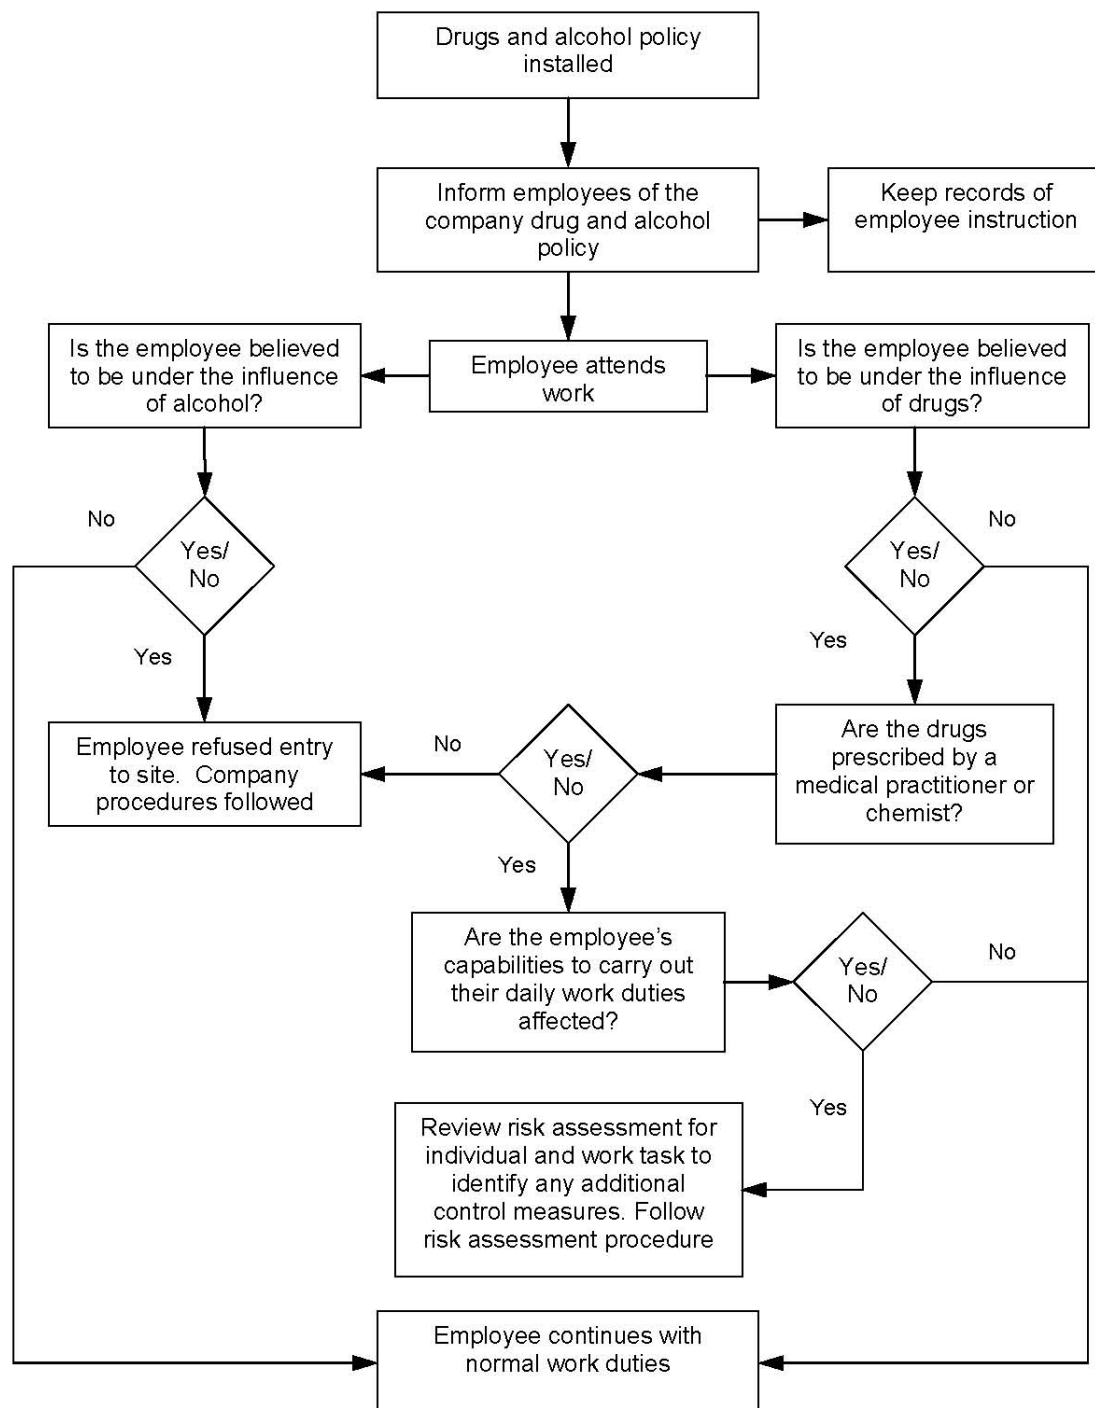 Drugs and alcohol policy
installed
Inform employees of the
company drug and alcohol
policy
Keep records of
employee instruction
Is the employee believed
to be under the influence
of alcohol?
Employee attends
work
Is the employee believed
to be under the influence
of drugs?
No
Yes/
No
Yes
Yes/
No
No
Yes
Employee refused entry
to site.  Company
procedures followed
No
Yes/
No
Yes
Are the drugs
prescribed by a
medical practitioner or
chemist?
Are the employee’s
capabilities to carry out
their daily work duties
affected?
Yes/
No
No
Yes
Review risk assessment for
individual and work task to
identify any additional
control measures. Follow
risk assessment procedure
Employee continues with
normal work duties